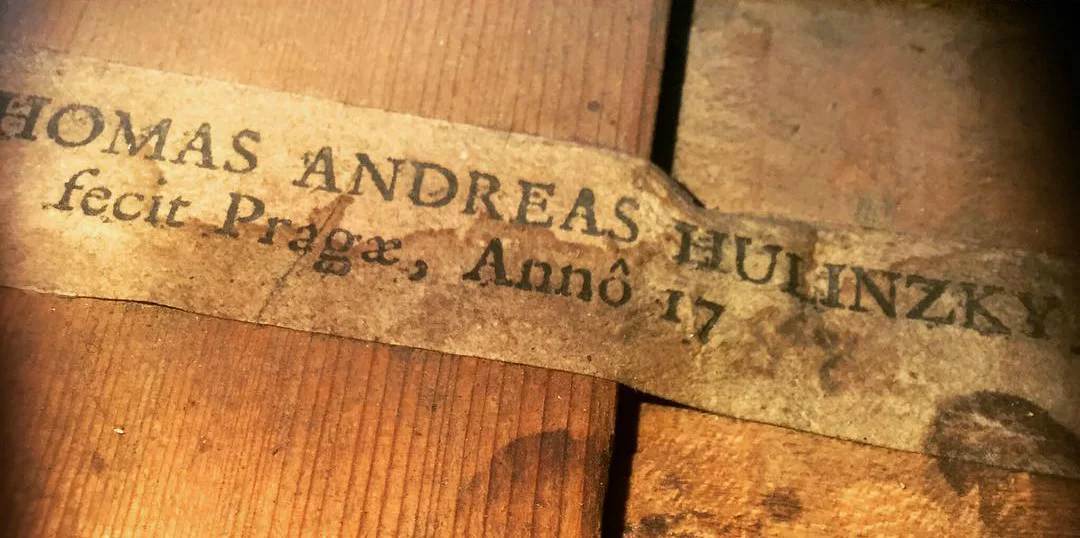 HOMAS ANDREAS HULINZKY
fecit Pragæ, Annô 17